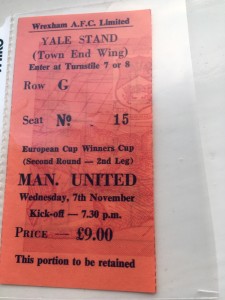 Wrexham A.F.C. Limited
YALE STAND
(Town End Wing)
Enter at Turnstile 7 or 8
Row G
Seat No 15
European Cup Winners Cup
(Second Round — 2nd Leg)
MAN. UNITED
Wednesday, 7th November
Kick-off — 7.30 p.m.
PRICE — £9.00
This portion to be retained